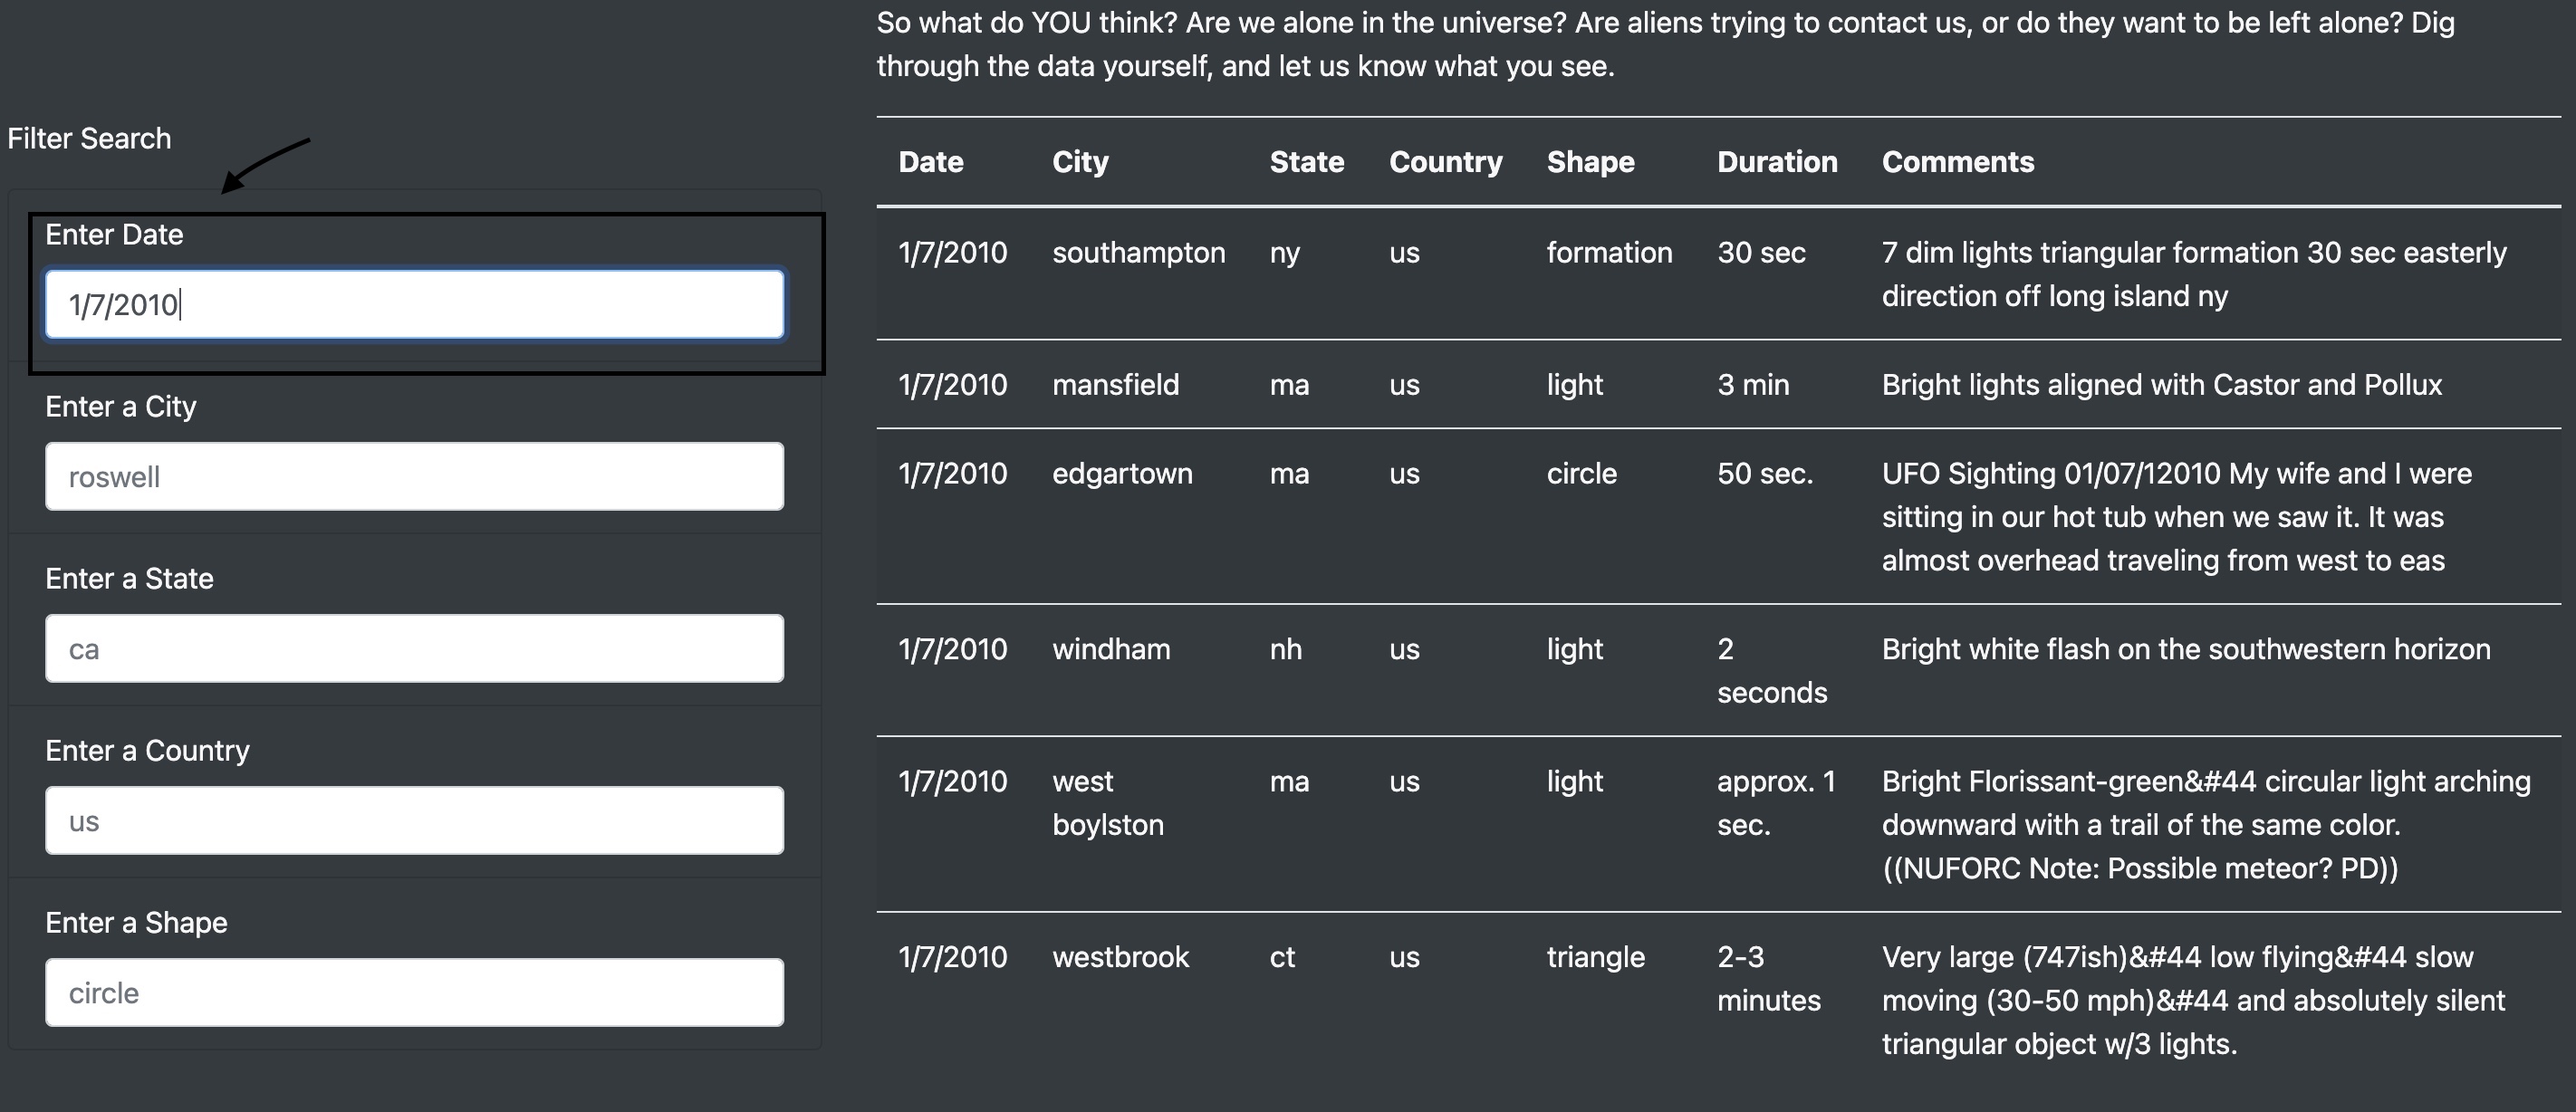 So what do YOU think? Are we alone in the universe? Are aliens trying to contact us, or do they want to be left alone? Dig
through the data yourself, and let us know what you see.
Filter Search
Enter Date
1/7/2010
Enter a City
roswell
Enter a State
ca
Enter a Country
us
Enter a Shape
circle
Date City State Country Shape Duration Comments
1/7/2010 southampton ny us formation 30 sec 7 dim lights triangular formation 30 sec easterly
direction off long island ny
1/7/2010 mansfield ma us light 3 min Bright lights aligned with Castor and Pollux
1/7/2010 edgartown ma us circle 50 sec. UFO Sighting 01/07/12010 My wife and I were
sitting in our hot tub when we saw it. It was
almost overhead traveling from west to eas
1/7/2010 windham nh us light 2 Bright white flash on the southwestern horizon
seconds
1/7/2010 west ma us light approx. 1 Bright Florissant-green&#44 circular light arching
boylston sec. downward with a trail of the same color.
((NUFORC Note: Possible meteor? PD))
1/7/2010 westbrook ct us triangle 2-3 Very large (747ish)&#44 low flying&#44 slow
minutes moving (30-50 mph)&#44 and absolutely silent
triangular object w/3 lights.